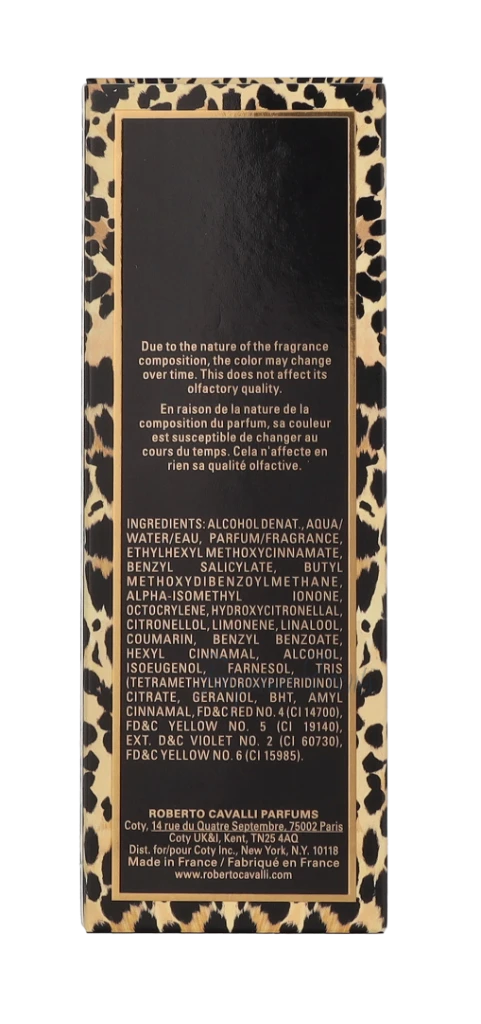 Due to the nature of the fragrance
composition, the color may change
over time. This does not affect its
olfactory quality.
En raison de la nature de la
composition du parfum, sa couleur
est susceptible de changer au
cours du temps. Cela n'affecte en
rien sa qualité olfactive.
INGREDIENTS: ALCOHOL DENAT., AQUA/
WATER/EAU, PARFUM/FRAGRANCE,
ETHYLHEXYL METHOXYCINNAMATE,
BENZYL SALICYLATE, BUTYL
METHOXYDIBENZOYLMETHANE,
ALPHA-ISOMETHYL IONONE,
OCTOCRYLENE, HYDROXYCITRONELLAL,
CITRONELLOL, LIMONENE, LINALOOL,
COUMARIN, BENZYL BENZOATE,
HEXYL CINNAMAL, ALCOHOL,
ISOEUGENOL, FARNESOL, TRIS
(TETRAMETHYLHYDROXYPIPERIDINOL)
CITRATE, GERANIOL, BHT, AMYL
CINNAMAL, FD&C RED NO. 4 (CI 14700),
FD&C YELLOW NO. 5 (CI 19140),
EXT. D&C VIOLET NO. 2 (CI 60730),
FD&C YELLOW NO. 6 (CI 15985).
ROBERTO CAVALLI PARFUMS
Coty, 14 rue du Quatre Septembre, 75002 Paris
Coty UK&I, Kent, TN25 4AQ
Dist. for/pour Coty Inc., New York, N.Y. 10118
Made in France / Fabriqué en France
www.robertocavalli.com